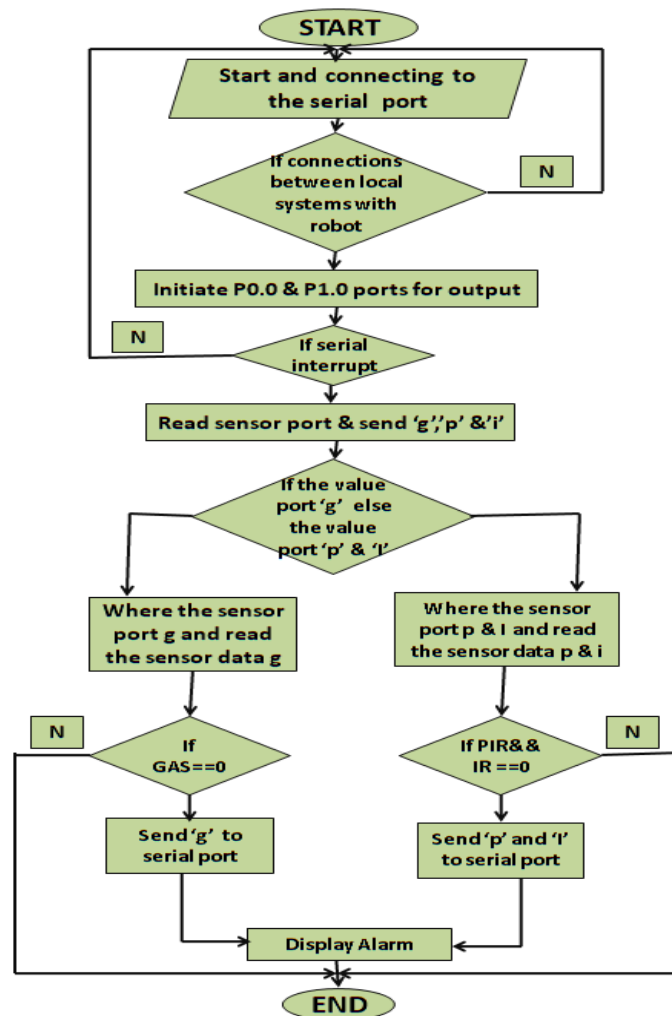 START
Start and connecting to
the serial port
If connections
between local
systems with
robot
N
Initiate P0.0 & P1.0 ports for output
N
If serial
interrupt
Read sensor port & send ‘g’,’p’ &’i’
If the value
port ‘g’ else
the value
port ‘p’ & ‘I’
Where the sensor
port g and read
the sensor data g
Where the sensor
port p & I and read
the sensor data p & i
N
If
GAS==0
If PIR&&
IR ==0
N
Send ‘g’ to
serial port
Send ‘p’ and ‘I’
to serial port
Display Alarm
END